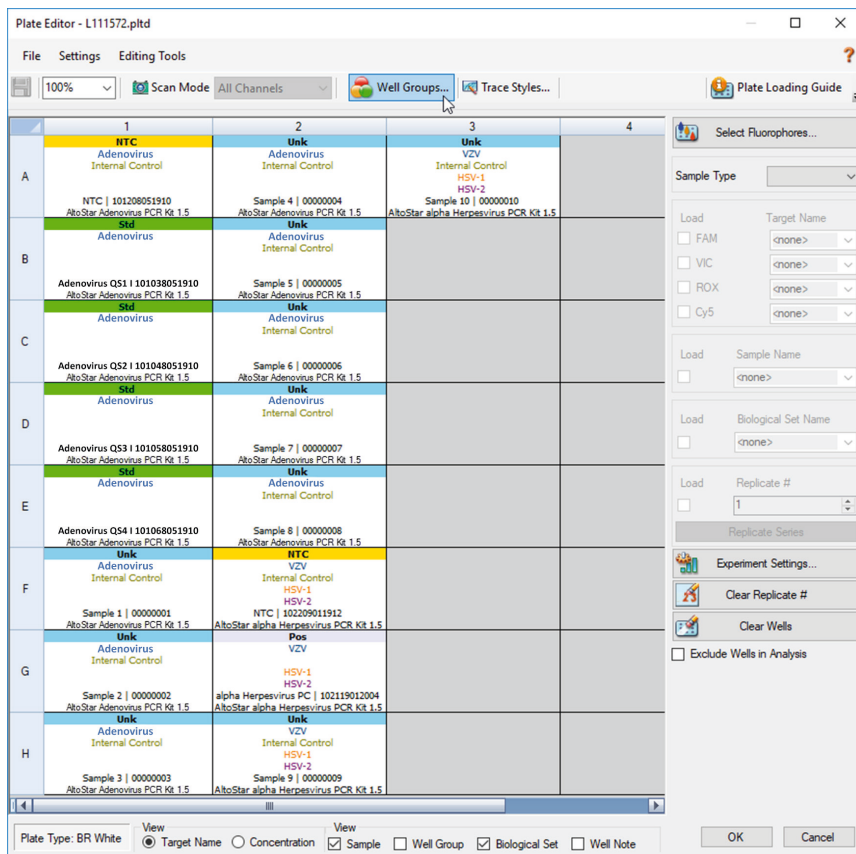 Plate Editor - L111572.pltd
File Settings Editing Tools
100% Scan Mode All Channels Well Groups... Trace Styles... Plate Loading Guide
1 2 3 4
A
NTC
Adenovirus
Internal Control
NTC | 101208051910
AltoStar Adenovirus PCR Kit 1.5
Unk
Adenovirus
Internal Control
Sample 4 | 00000004
AltoStar Adenovirus PCR Kit 1.5
Unk
VZV
Internal Control
HSV-1
HSV-2
Sample 10 | 00000010
AltoStar alpha Herpesvirus PCR Kit 1.5
B
Std
Adenovirus
Adenovirus QS1 I 101038051910
AltoStar Adenovirus PCR Kit 1.5
Unk
Adenovirus
Internal Control
Sample 5 | 00000005
AltoStar Adenovirus PCR Kit 1.5
C
Std
Adenovirus
Adenovirus QS2 I 101048051910
AltoStar Adenovirus PCR Kit 1.5
Unk
Adenovirus
Internal Control
Sample 6 | 00000006
AltoStar Adenovirus PCR Kit 1.5
D
Std
Adenovirus
Adenovirus QS3 I 101058051910
AltoStar Adenovirus PCR Kit 1.5
Unk
Adenovirus
Internal Control
Sample 7 | 00000007
AltoStar Adenovirus PCR Kit 1.5
E
Std
Adenovirus
Adenovirus QS4 I 101068051910
AltoStar Adenovirus PCR Kit 1.5
Unk
Adenovirus
Internal Control
Sample 8 | 00000008
AltoStar Adenovirus PCR Kit 1.5
F
Unk
Adenovirus
Internal Control
Sample 1 | 00000001
AltoStar Adenovirus PCR Kit 1.5
NTC
VZV
Internal Control
HSV-1
HSV-2
NTC | 102209011912
AltoStar alpha Herpesvirus PCR Kit 1.5
G
Unk
Adenovirus
Internal Control
Sample 2 | 00000002
AltoStar Adenovirus PCR Kit 1.5
Pos
VZV
HSV-1
HSV-2
alpha Herpesvirus PC | 102119012004
AltoStar alpha Herpesvirus PCR Kit 1.5
H
Unk
Adenovirus
Internal Control
Sample 3 | 00000003
AltoStar Adenovirus PCR Kit 1.5
Unk
VZV
Internal Control
HSV-1
HSV-2
Sample 9 | 00000009
AltoStar alpha Herpesvirus PCR Kit 1.5
Select Fluorophores...
Sample Type
Load Target Name
FAM <none>
VIC <none>
ROX <none>
Cy5 <none>
Load Sample Name
<none>
Load Biological Set Name
<none>
Load Replicate #
1
Replicate Series
Experiment Settings...
Clear Replicate #
Clear Wells
Exclude Wells in Analysis
Plate Type: BR White
View
Target Name Concentration
View
Sample Well Group Biological Set Well Note
OK Cancel